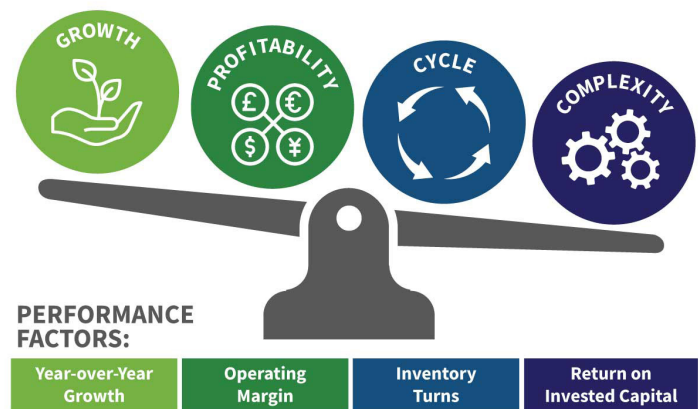 GROWTH
PROFITABILITY
CYCLE
COMPLEXITY
£ €
$ ¥
PERFORMANCE
FACTORS:
Year-over-Year
Growth
Operating
Margin
Inventory
Turns
Return on
Invested Capital